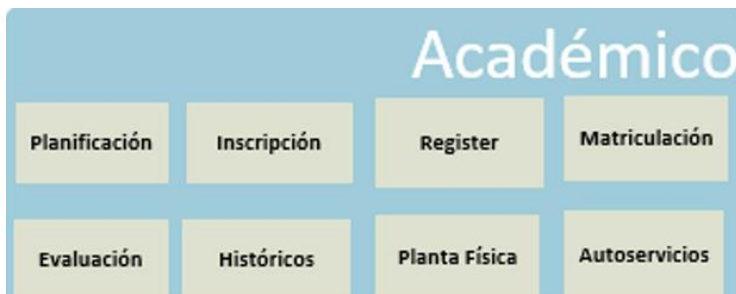 Académico
Planificación Inscripción Register Matriculación
Evaluación Históricos Planta Física Autoservicios